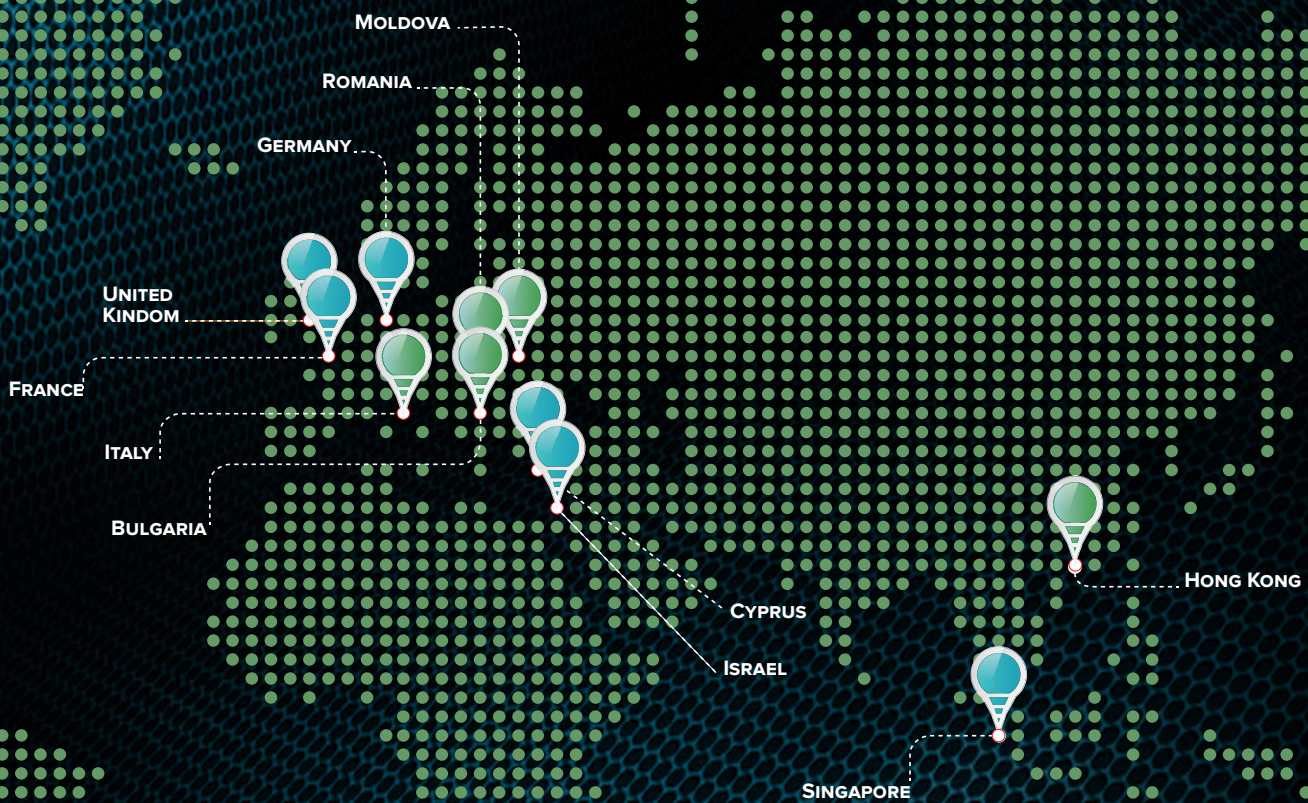 MOLDOVA
ROMANIA
GERMANY
UNITED
KINDOM
FRANCE
ITALY
BULGARIA
HONG KONG
CYPRUS
ISRAEL
SINGAPORE